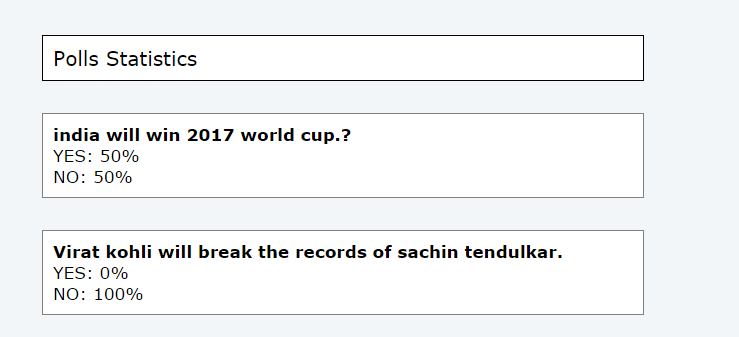 Polls Statistics
india will win 2017 world cup.?
YES: 50%
NO: 50%
Virat kohli will break the records of sachin tendulkar.
YES: 0%
NO: 100%